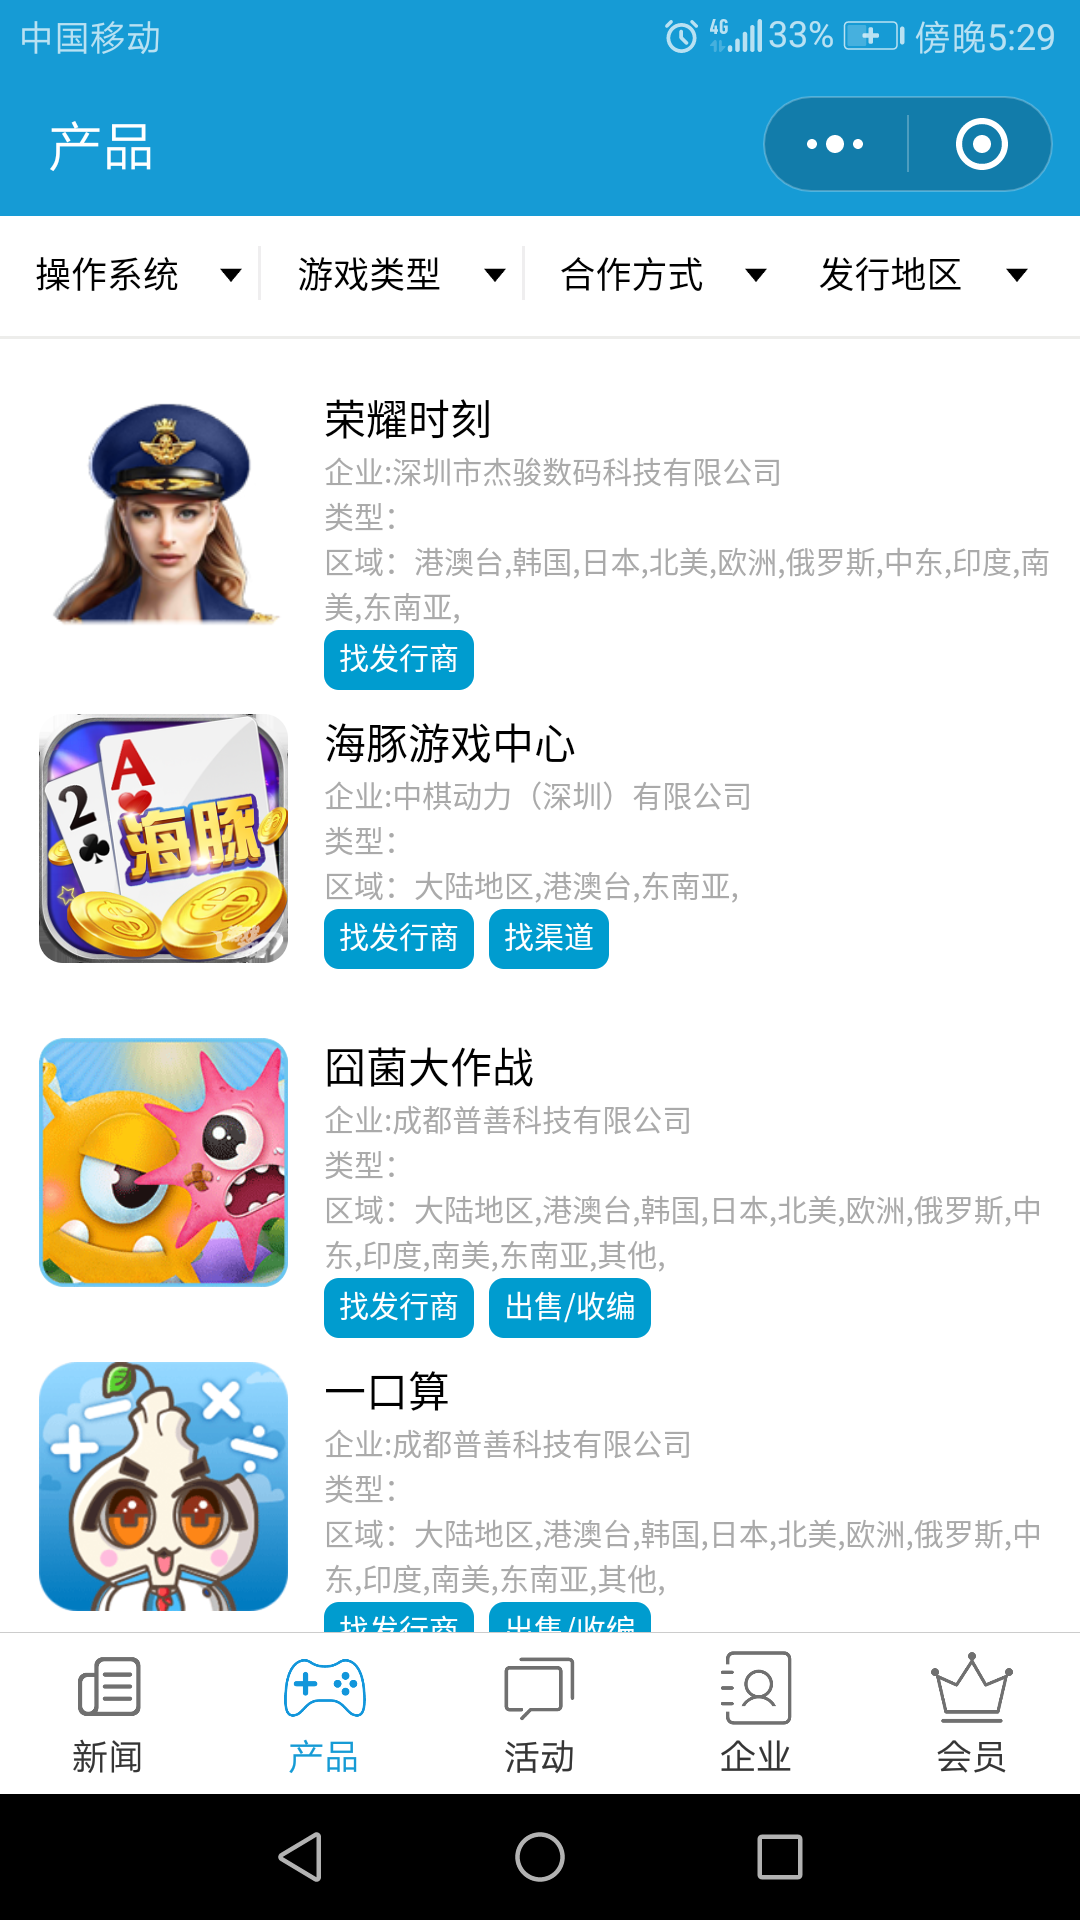 中国移动
4G
33%
傍晚5:29
产品
操作系统
游戏类型
合作方式
发行地区
荣耀时刻
企业:深圳市杰骏数码科技有限公司
类型:
区域：港澳台,韩国,日本,北美,欧洲,俄罗斯,中东,印度,南
美,东南亚,
找发行商
2
A
海豚
海豚游戏中心
企业:中棋动力（深圳）有限公司
类型:
区域：大陆地区,港澳台,东南亚,
找发行商
找渠道
囧菌大作战
企业:成都普善科技有限公司
类型:
区域：大陆地区,港澳台,韩国,日本,北美,欧洲,俄罗斯,中
东,印度,南美,东南亚,其他,
找发行商
出售/收编
一口算
企业:成都普善科技有限公司
类型:
区域：大陆地区,港澳台,韩国,日本,北美,欧洲,俄罗斯,中
东,印度,南美,东南亚,其他,
找发行商
出售/收编
新闻
产品
活动
企业
会员